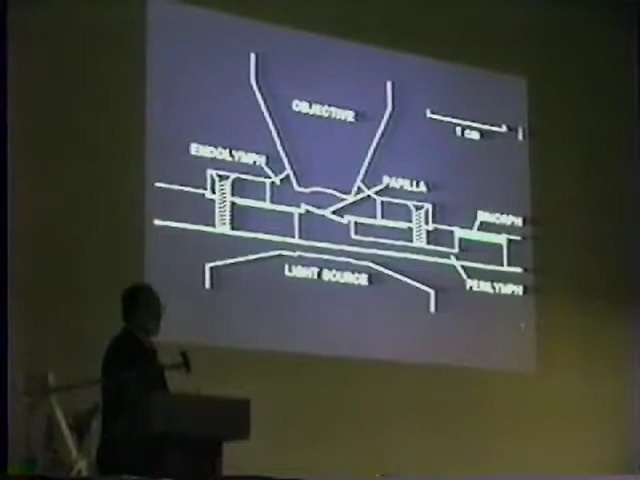 OBJECTIVE
1 cm
ENDOLYMPH
PAPILLA
LIGHT SOURCE
PERILYMPH